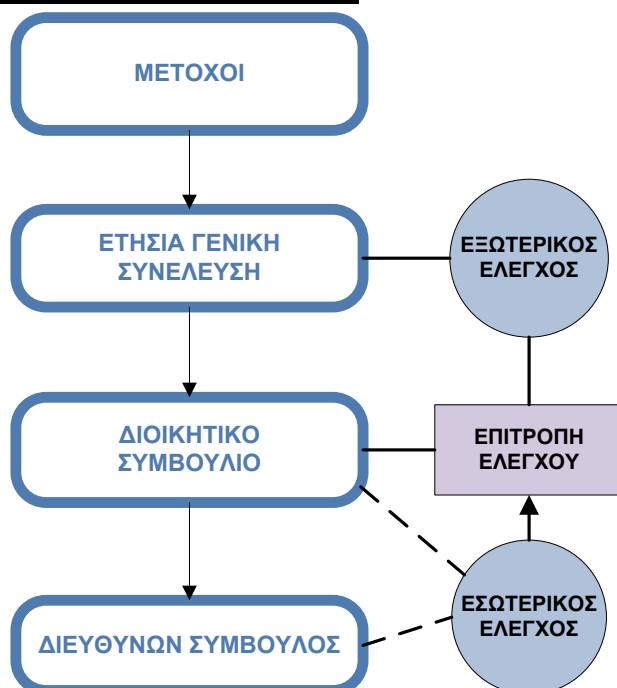 ΜΕΤΟΧΟΙ
ΕΤΗΣΙΑ ΓΕΝΙΚΗ
ΣΥΝΕΛΕΥΣΗ
ΕΞΩΤΕΡΙΚΟΣ
ΕΛΕΓΧΟΣ
ΔΙΟΙΚΗΤΙΚΟ
ΣΥΜΒΟΥΛΙΟ
ΕΠΙΤΡΟΠΗ
ΕΛΕΓΧΟΥ
ΔΙΕΥΘΥΝΩΝ ΣΥΜΒΟΥΛΟΣ
ΕΣΩΤΕΡΙΚΟΣ
ΕΛΕΓΧΟΣ